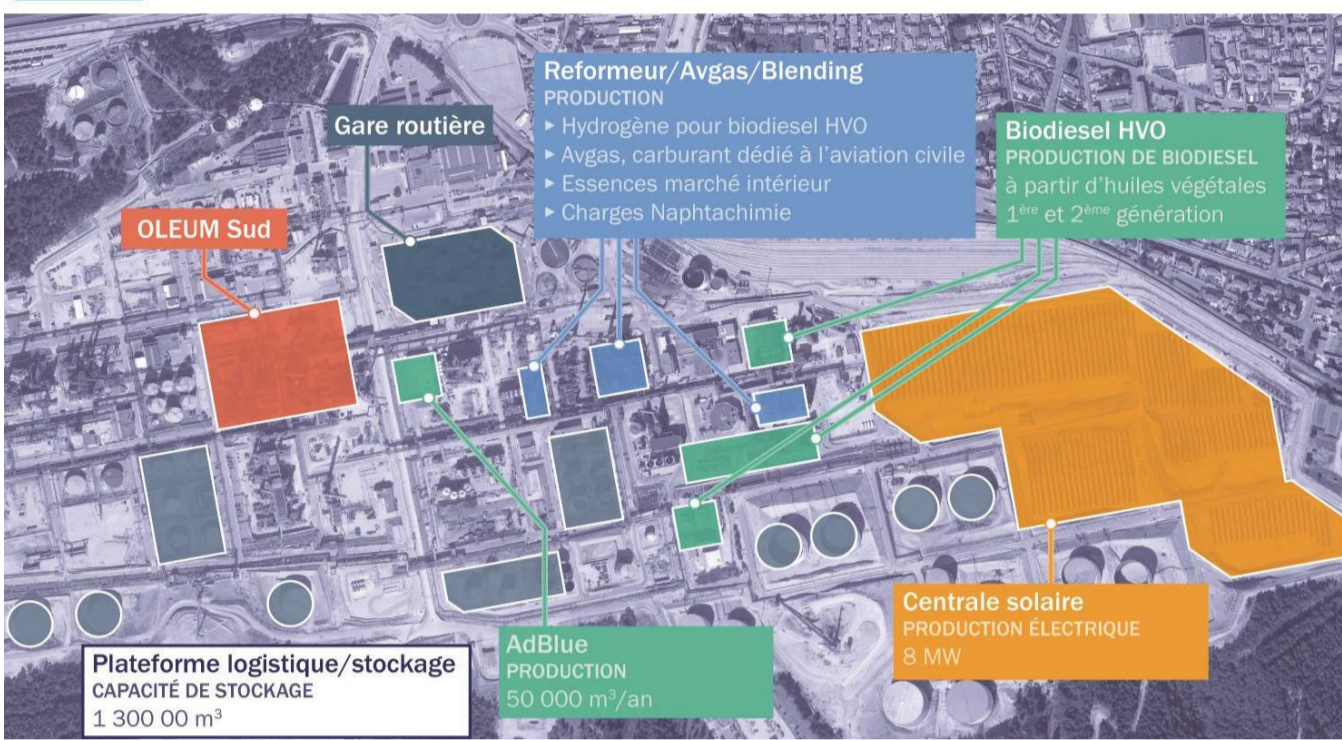 Reformeur/Avgas/Blending
PRODUCTION
▸ Hydrogène pour biodiesel HVO
▸ Avgas, carburant dédié à l'aviation civile
▸ Essences marché intérieur
▸ Charges Naphtachimie
Gare routière
Biodiesel HVO
PRODUCTION DE BIODIESEL
à partir d'huiles végétales
1ère et 2ème génération
OLEUM Sud
Centrale solaire
PRODUCTION ÉLECTRIQUE
8 MW
AdBlue
PRODUCTION
50 000 m³/an
Plateforme logistique/stockage
CAPACITÉ DE STOCKAGE
1 300 00 m³